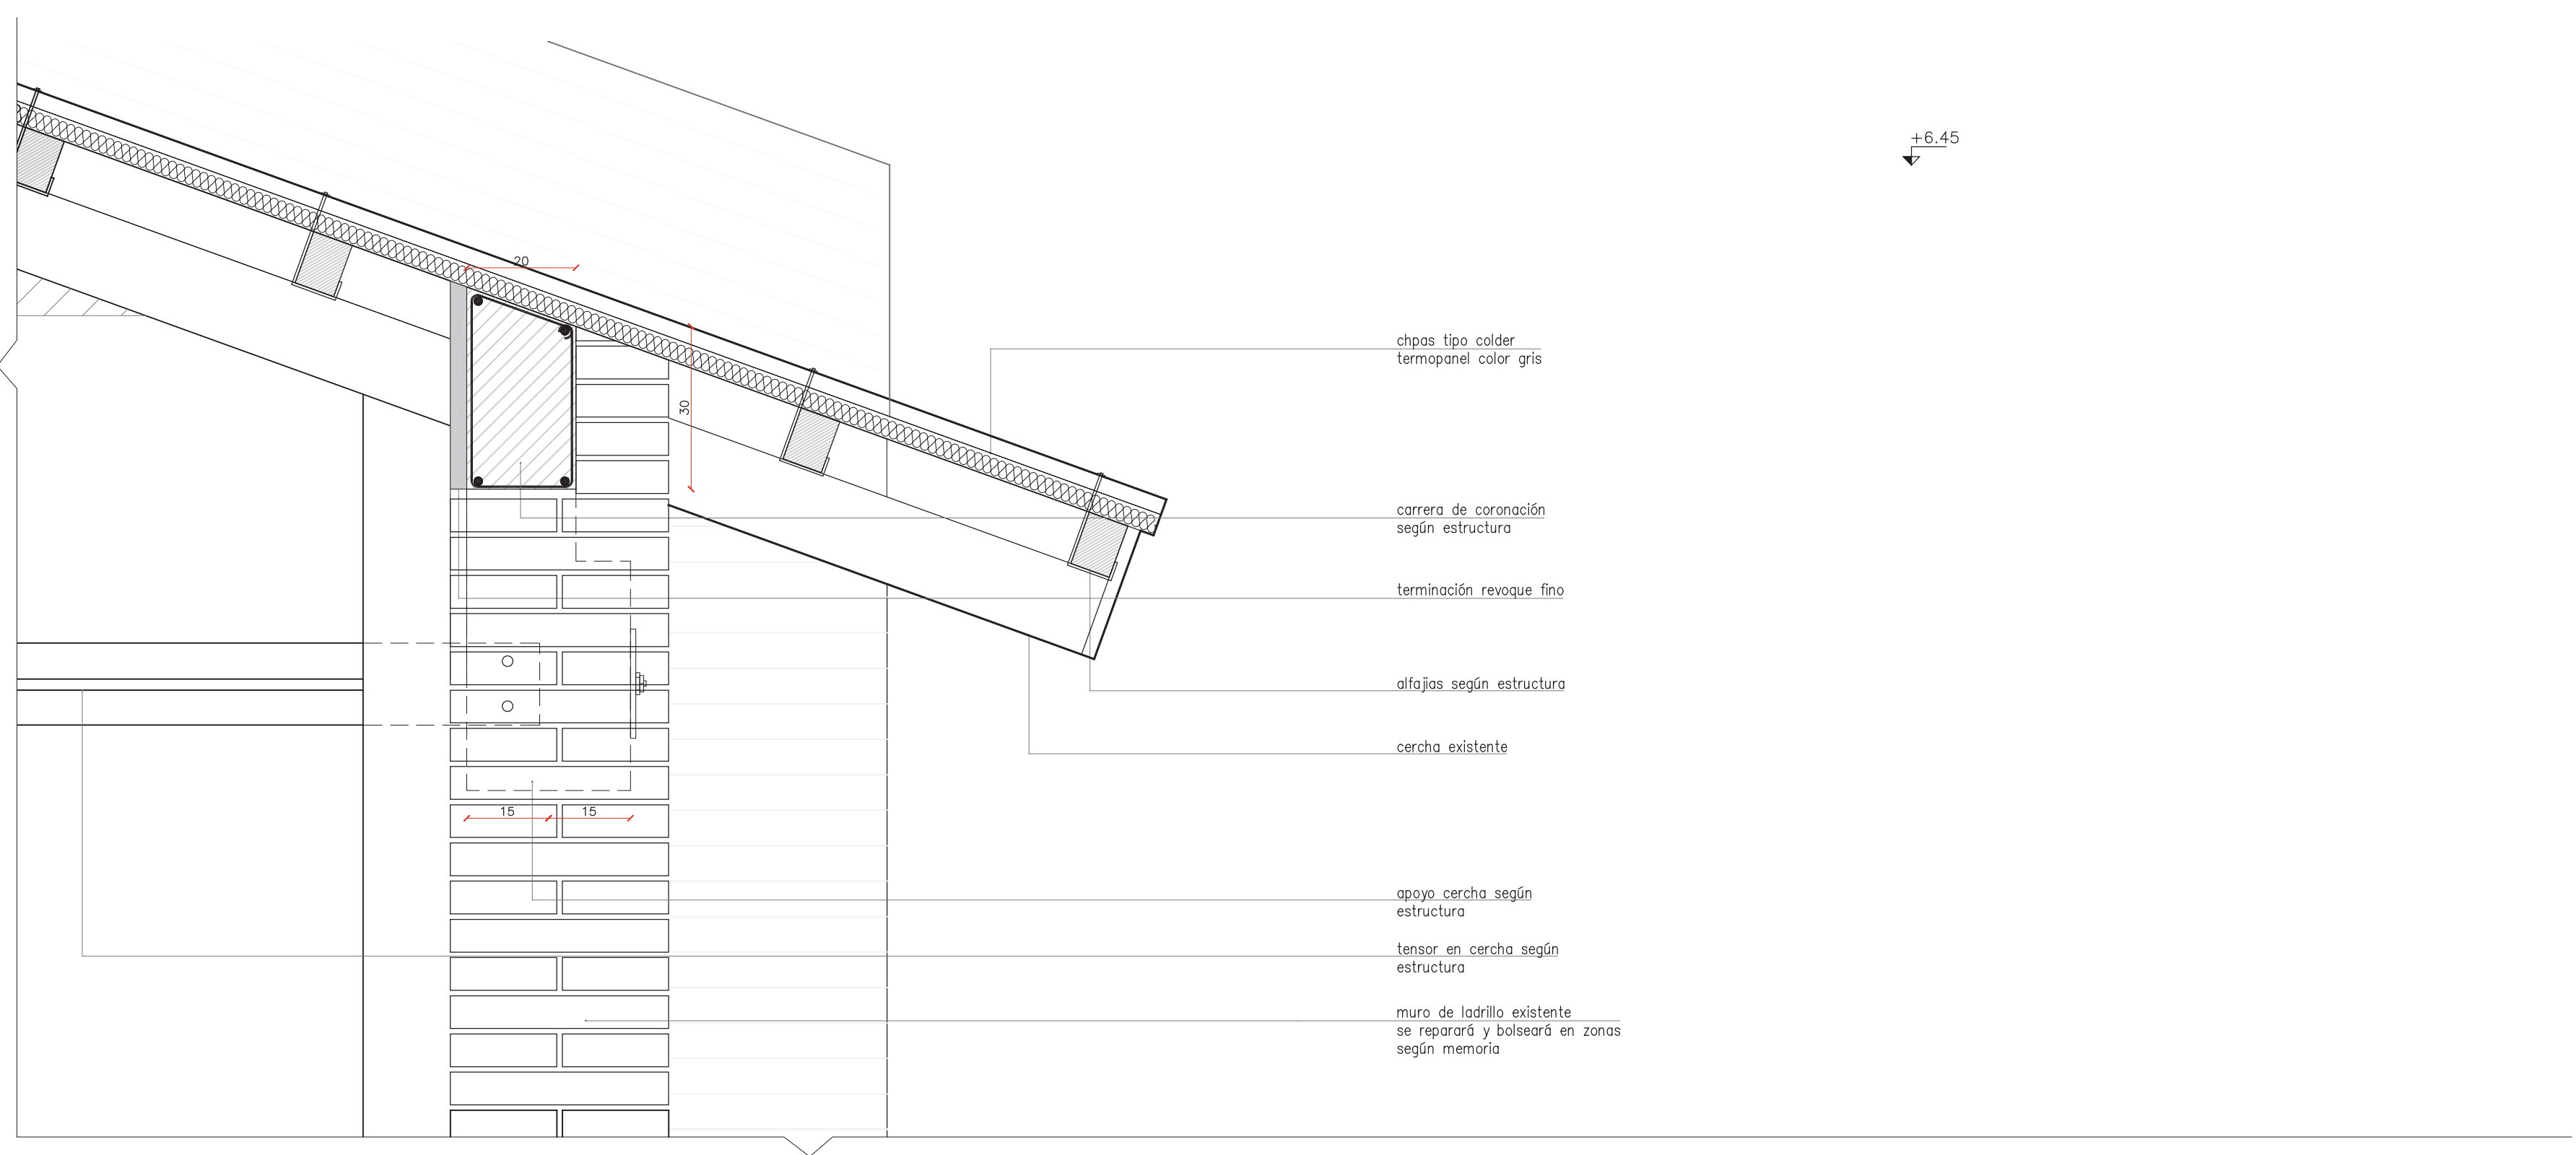 +6.45
20
chpas tipo colder
termopanel color gris
30
carrera de coronación
según estructura
terminación revoque fino
alfajias según estructura
cercha existente
15 15
apoyo cercha según
estructura
tensor en cercha según
estructura
muro de ladrillo existente
se reparará y bolseará en zonas
según memoria